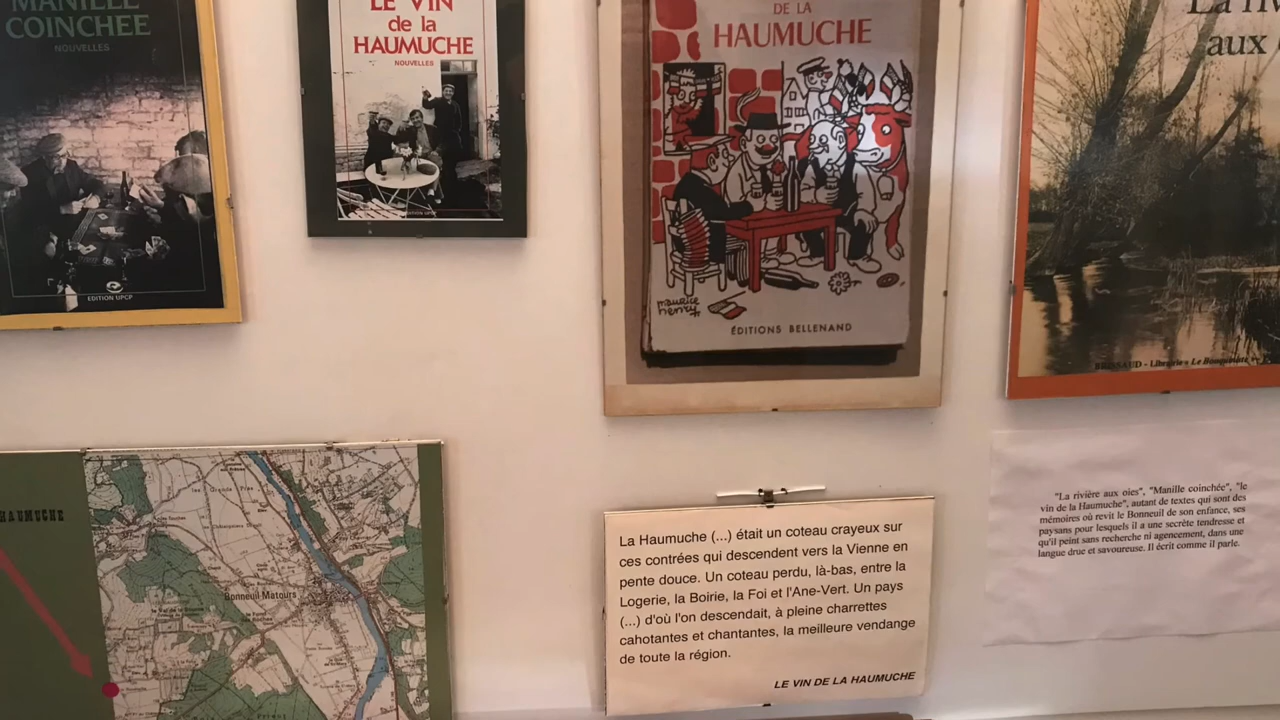 MANILLE
COINCHÉE
NOUVELLES
EDITION UPCP
LE VIN
de la
HAUMUCHE
NOUVELLES
DE LA
HAUMUCHE
maurice
henry
ÉDITIONS BELLENAND
La riv
aux
BRISSAUD - Librairie « Le Bouquiniste »
HAUMUCHE
Bonneuil-Matours
La Haumuche (...) était un coteau crayeux sur
ces contrées qui descendent vers la Vienne en
pente douce. Un coteau perdu, là-bas, entre la
Logerie, la Boirie, la Foi et l'Ane-Vert. Un pays
(...) d'où l'on descendait, à pleine charrettes
cahotantes et chantantes, la meilleure vendange
de toute la région.
LE VIN DE LA HAUMUCHE
"La rivière aux oies", "Manille coinchée", "le
vin de la Haumuche", autant de textes qui sont des
mémoires où revit le Bonneuil de son enfance, ses
paysans pour lesquels il a une secrète tendresse et
qu'il peint sans recherche ni agencement, dans une
langue drue et savoureuse. Il écrit comme il parle.